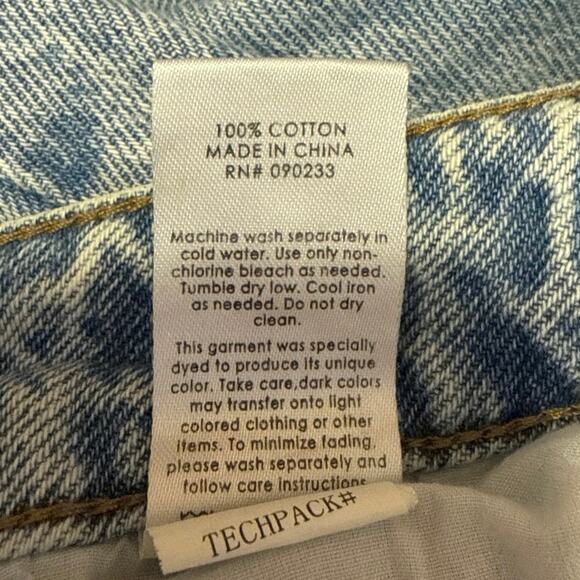 100% COTTON
MADE IN CHINA
RN# 090233
Machine wash separately in
cold water. Use only non-
chlorine bleach as needed.
Tumble dry low. Cool iron
as needed. Do not dry
clean.
This garment was specially
dyed to produce its unique
color. Take care,dark colors
may transfer onto light
colored clothing or other
items. To minimize fading,
please wash separately and
follow care instructions.
TECHPACK#